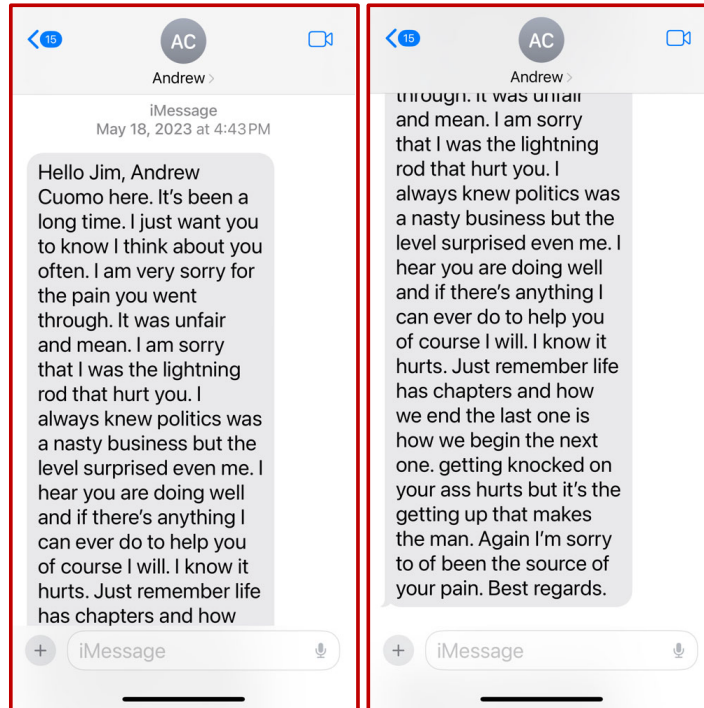 15
AC
Andrew
iMessage
May 18, 2023 at 4:43 PM
Hello Jim, Andrew
Cuomo here. It's been a
long time. I just want you
to know I think about you
often. I am very sorry for
the pain you went
through. It was unfair
and mean. I am sorry
that I was the lightning
rod that hurt you. I
always knew politics was
a nasty business but the
level surprised even me. I
hear you are doing well
and if there's anything I
can ever do to help you
of course I will. I know it
hurts. Just remember life
has chapters and how
iMessage
15
AC
Andrew
through. It was unfair
and mean. I am sorry
that I was the lightning
rod that hurt you. I
always knew politics was
a nasty business but the
level surprised even me. I
hear you are doing well
and if there's anything I
can ever do to help you
of course I will. I know it
hurts. Just remember life
has chapters and how
we end the last one is
how we begin the next
one. getting knocked on
your ass hurts but it's the
getting up that makes
the man. Again I'm sorry
to of been the source of
your pain. Best regards.
iMessage